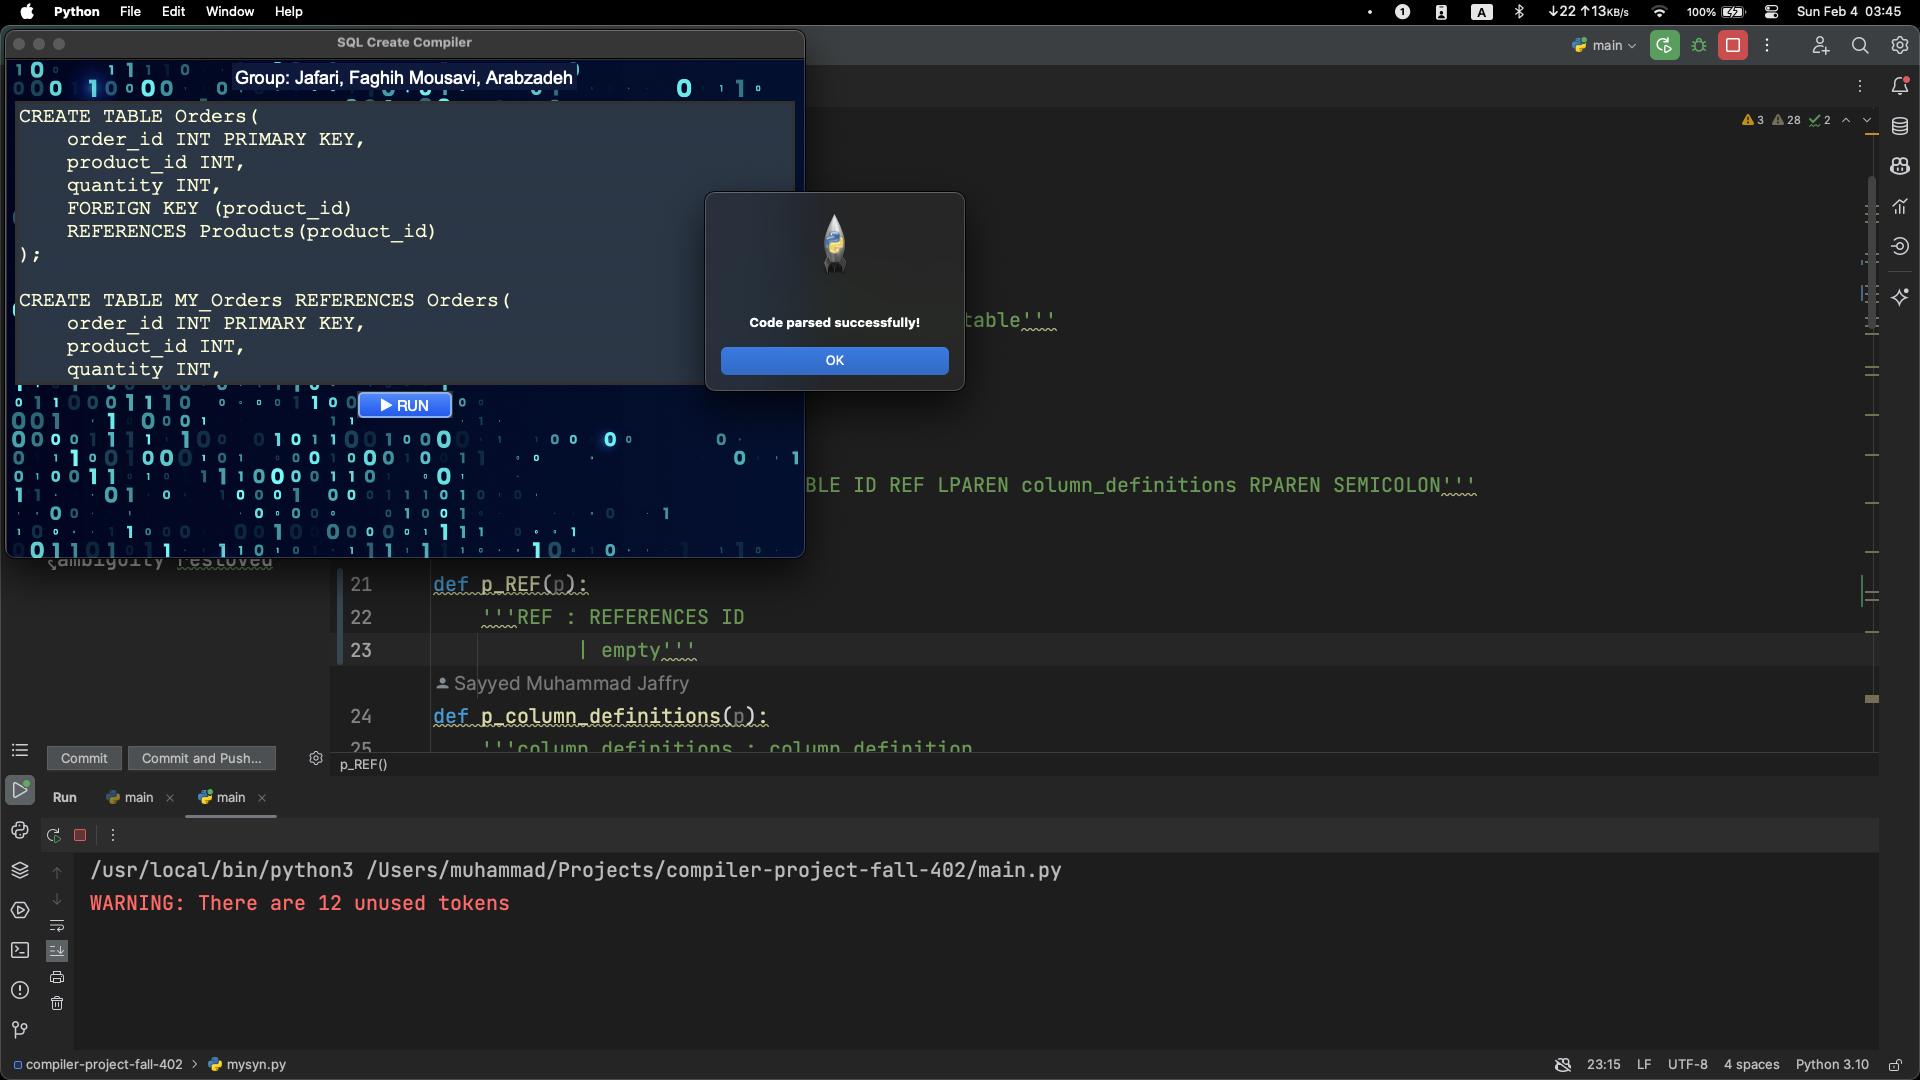 Python File Edit Window Help
1 A ↓22 ↑13KB/s 100% Sun Feb 4 03:45
SQL Create Compiler
main
Group: Jafari, Faghih Mousavi, Arabzadeh
CREATE TABLE Orders(
order_id INT PRIMARY KEY,
product_id INT,
quantity INT,
FOREIGN KEY (product_id)
REFERENCES Products(product_id)
);
CREATE TABLE MY_Orders REFERENCES Orders(
order_id INT PRIMARY KEY,
product_id INT,
quantity INT,
▶ RUN
Code parsed successfully!
OK
3 28 2
table'''
BLE ID REF LPAREN column_definitions RPAREN SEMICOLON'''
21 def p_REF(p):
22 '''REF : REFERENCES ID
23 | empty'''
Sayyed Muhammad Jaffry
24 def p_column_definitions(p):
25 '''column_definitions : column_definition
Commit Commit and Push...
p_REF()
Run main × main ×
/usr/local/bin/python3 /Users/muhammad/Projects/compiler-project-fall-402/main.py
WARNING: There are 12 unused tokens
compiler-project-fall-402 > mysyn.py
23:15 LF UTF-8 4 spaces Python 3.10